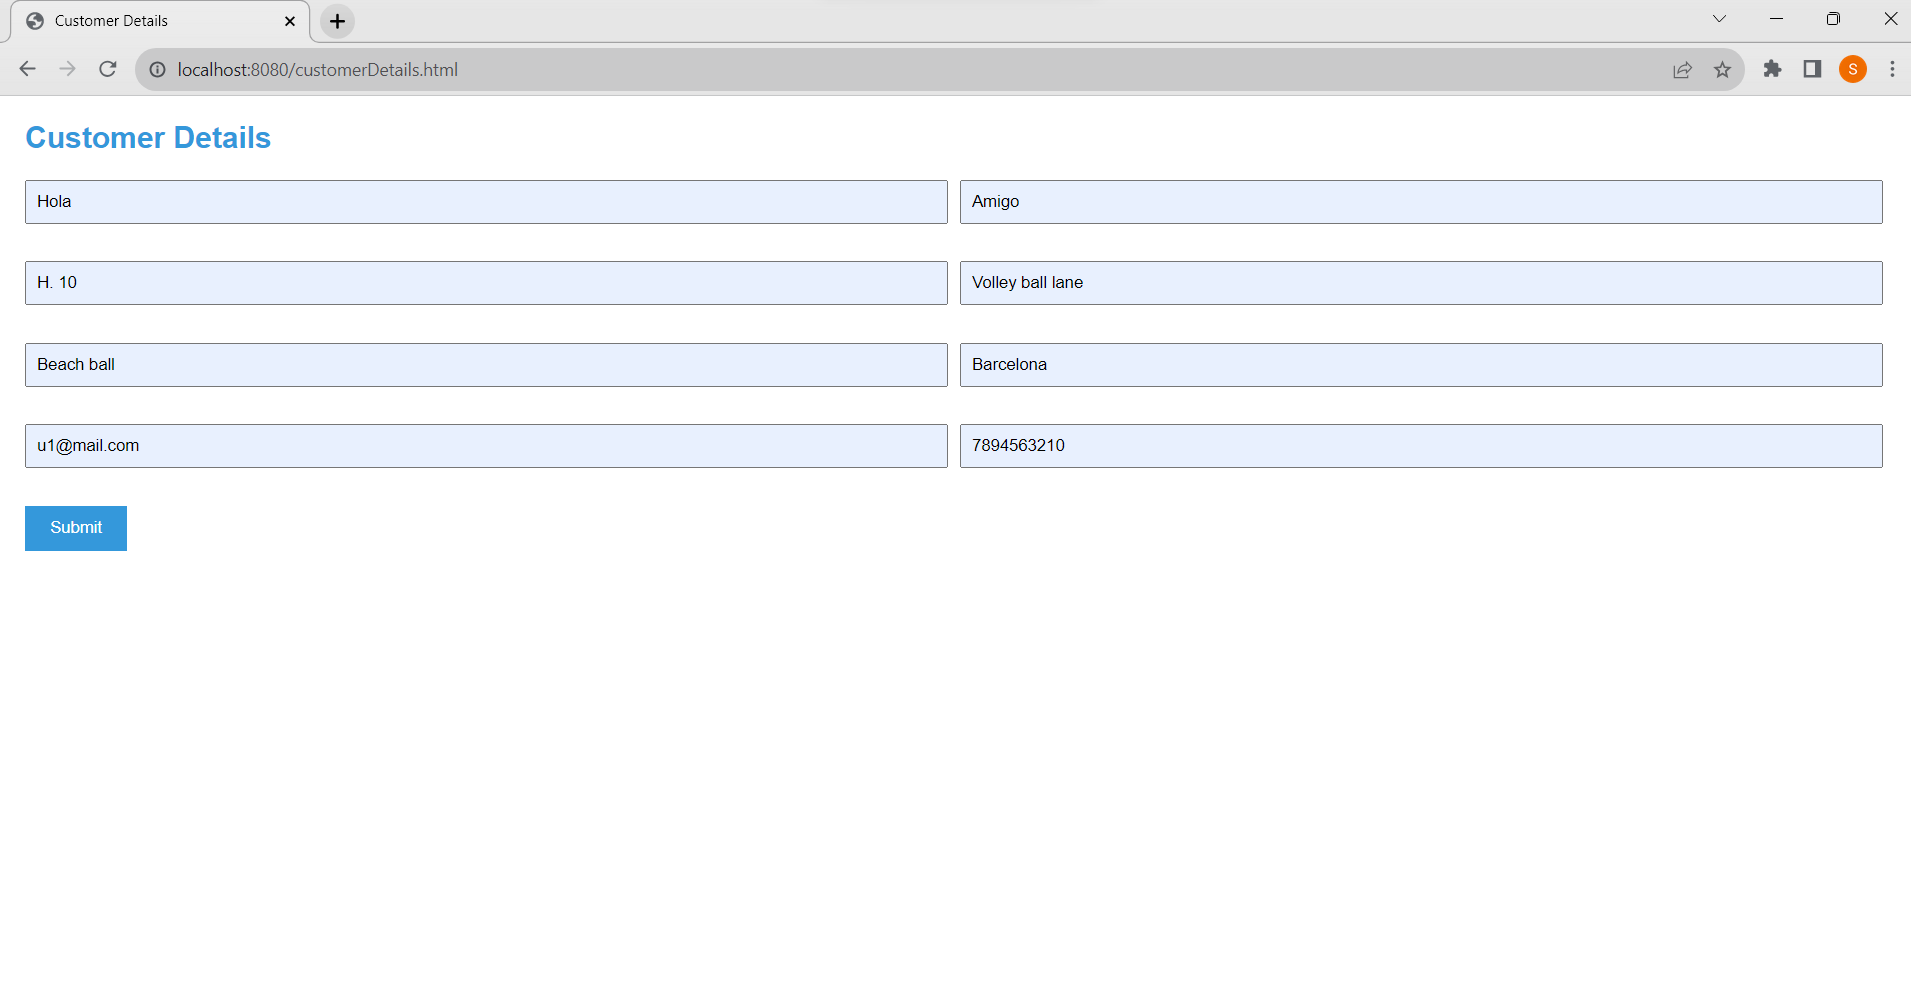 Customer Details
localhost:8080/customerDetails.html
S
Customer Details
Hola Amigo
H. 10 Volley ball lane
Beach ball Barcelona
u1@mail.com 7894563210
Submit